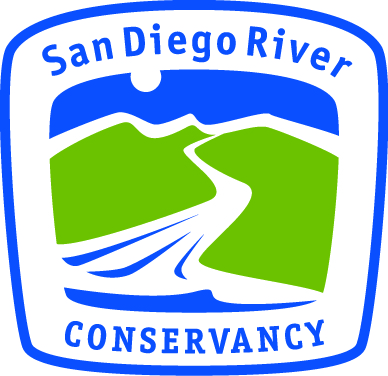 San Diego River
CONSERVANCY